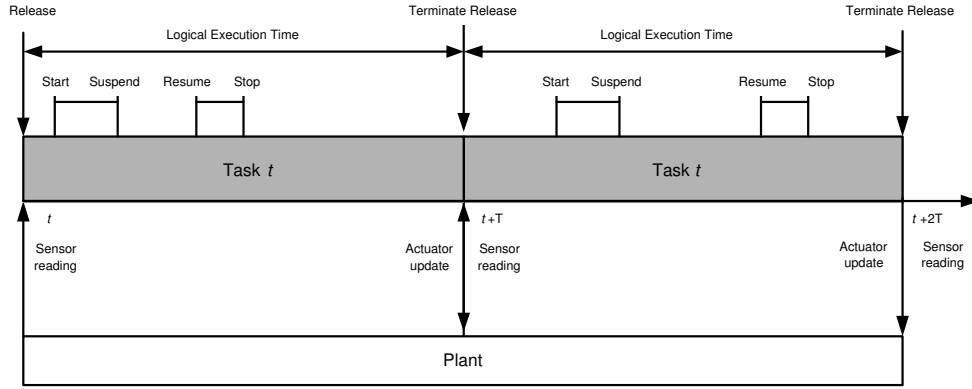 Release
Terminate Release
Terminate Release
Logical Execution Time
Logical Execution Time
Start Suspend Resume Stop
Start Suspend Resume Stop
Task t
Task t
t
t+T
t+2T
Sensor
reading
Actuator
update
Sensor
reading
Actuator
update
Sensor
reading
Plant